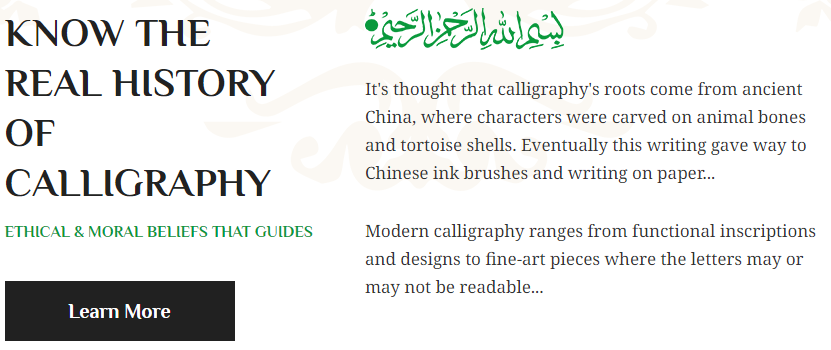 KNOW THE
REAL HISTORY
OF
CALLIGRAPHY
ETHICAL & MORAL BELIEFS THAT GUIDES
Learn More
بِسْمِ اللهِ الرَّحْمٰنِ الرَّحِيْمِ
It's thought that calligraphy's roots come from ancient
China, where characters were carved on animal bones
and tortoise shells. Eventually this writing gave way to
Chinese ink brushes and writing on paper...
Modern calligraphy ranges from functional inscriptions
and designs to fine-art pieces where the letters may or
may not be readable...